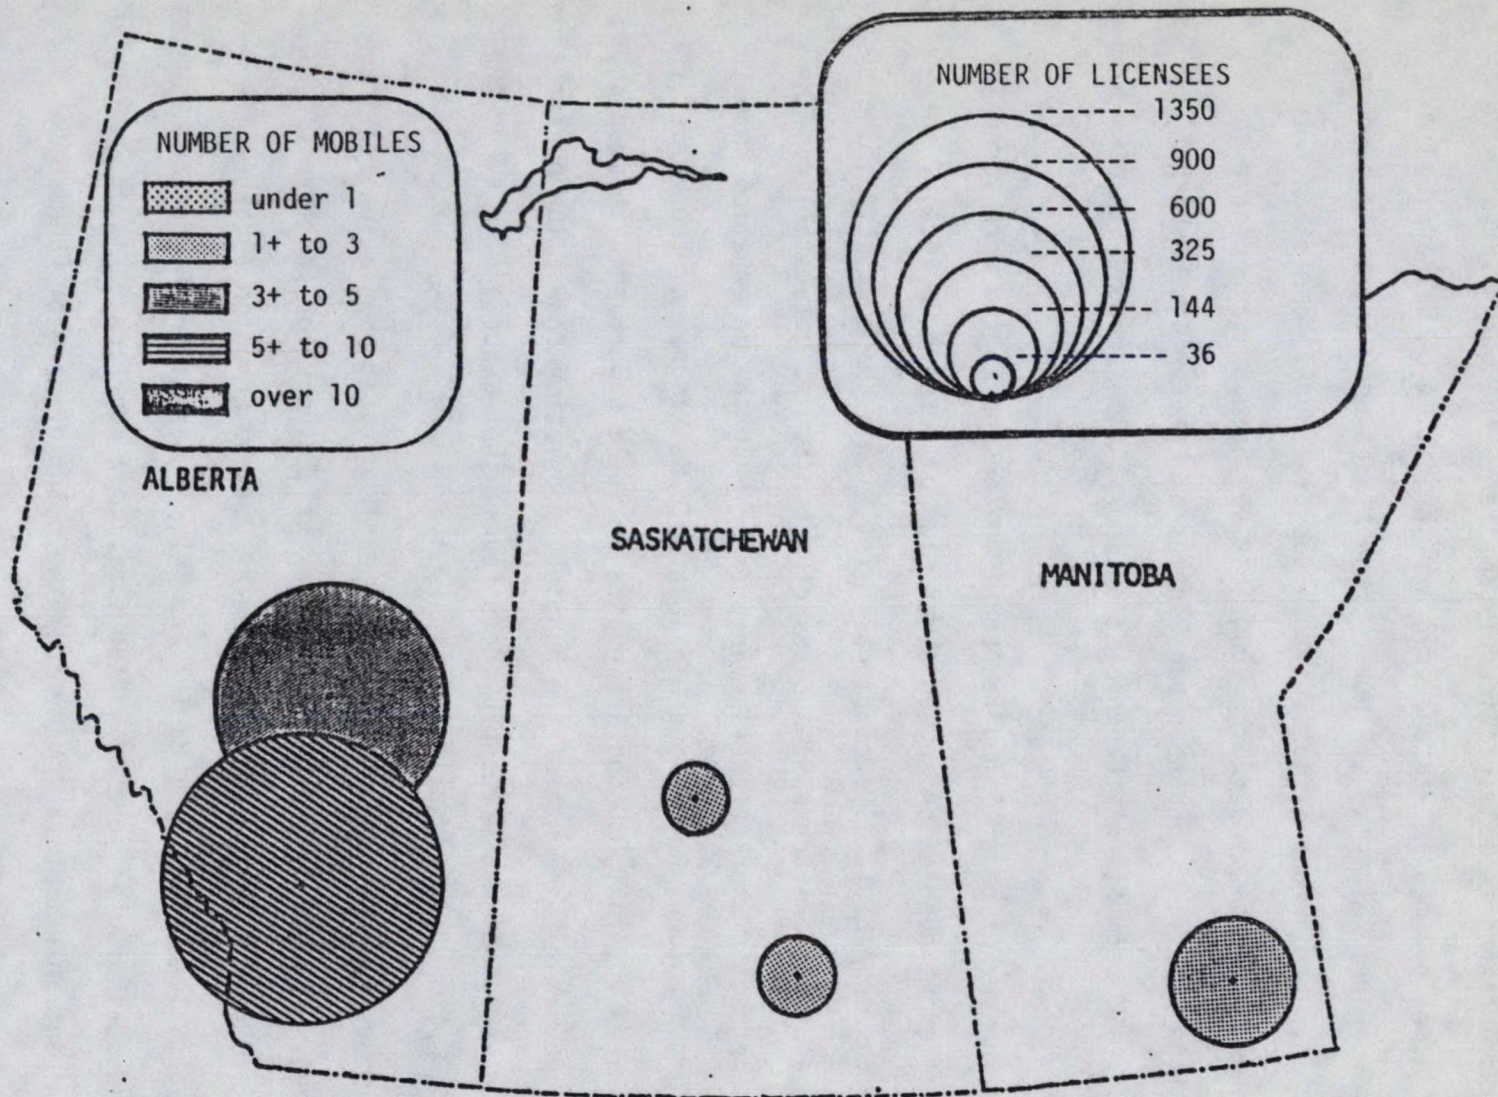 NUMBER OF LICENSEES
1350
900
600
325
144
36
NUMBER OF MOBILES
under 1
1+ to 3
3+ to 5
5+ to 10
over 10
ALBERTA
SASKATCHEWAN
MANITOBA